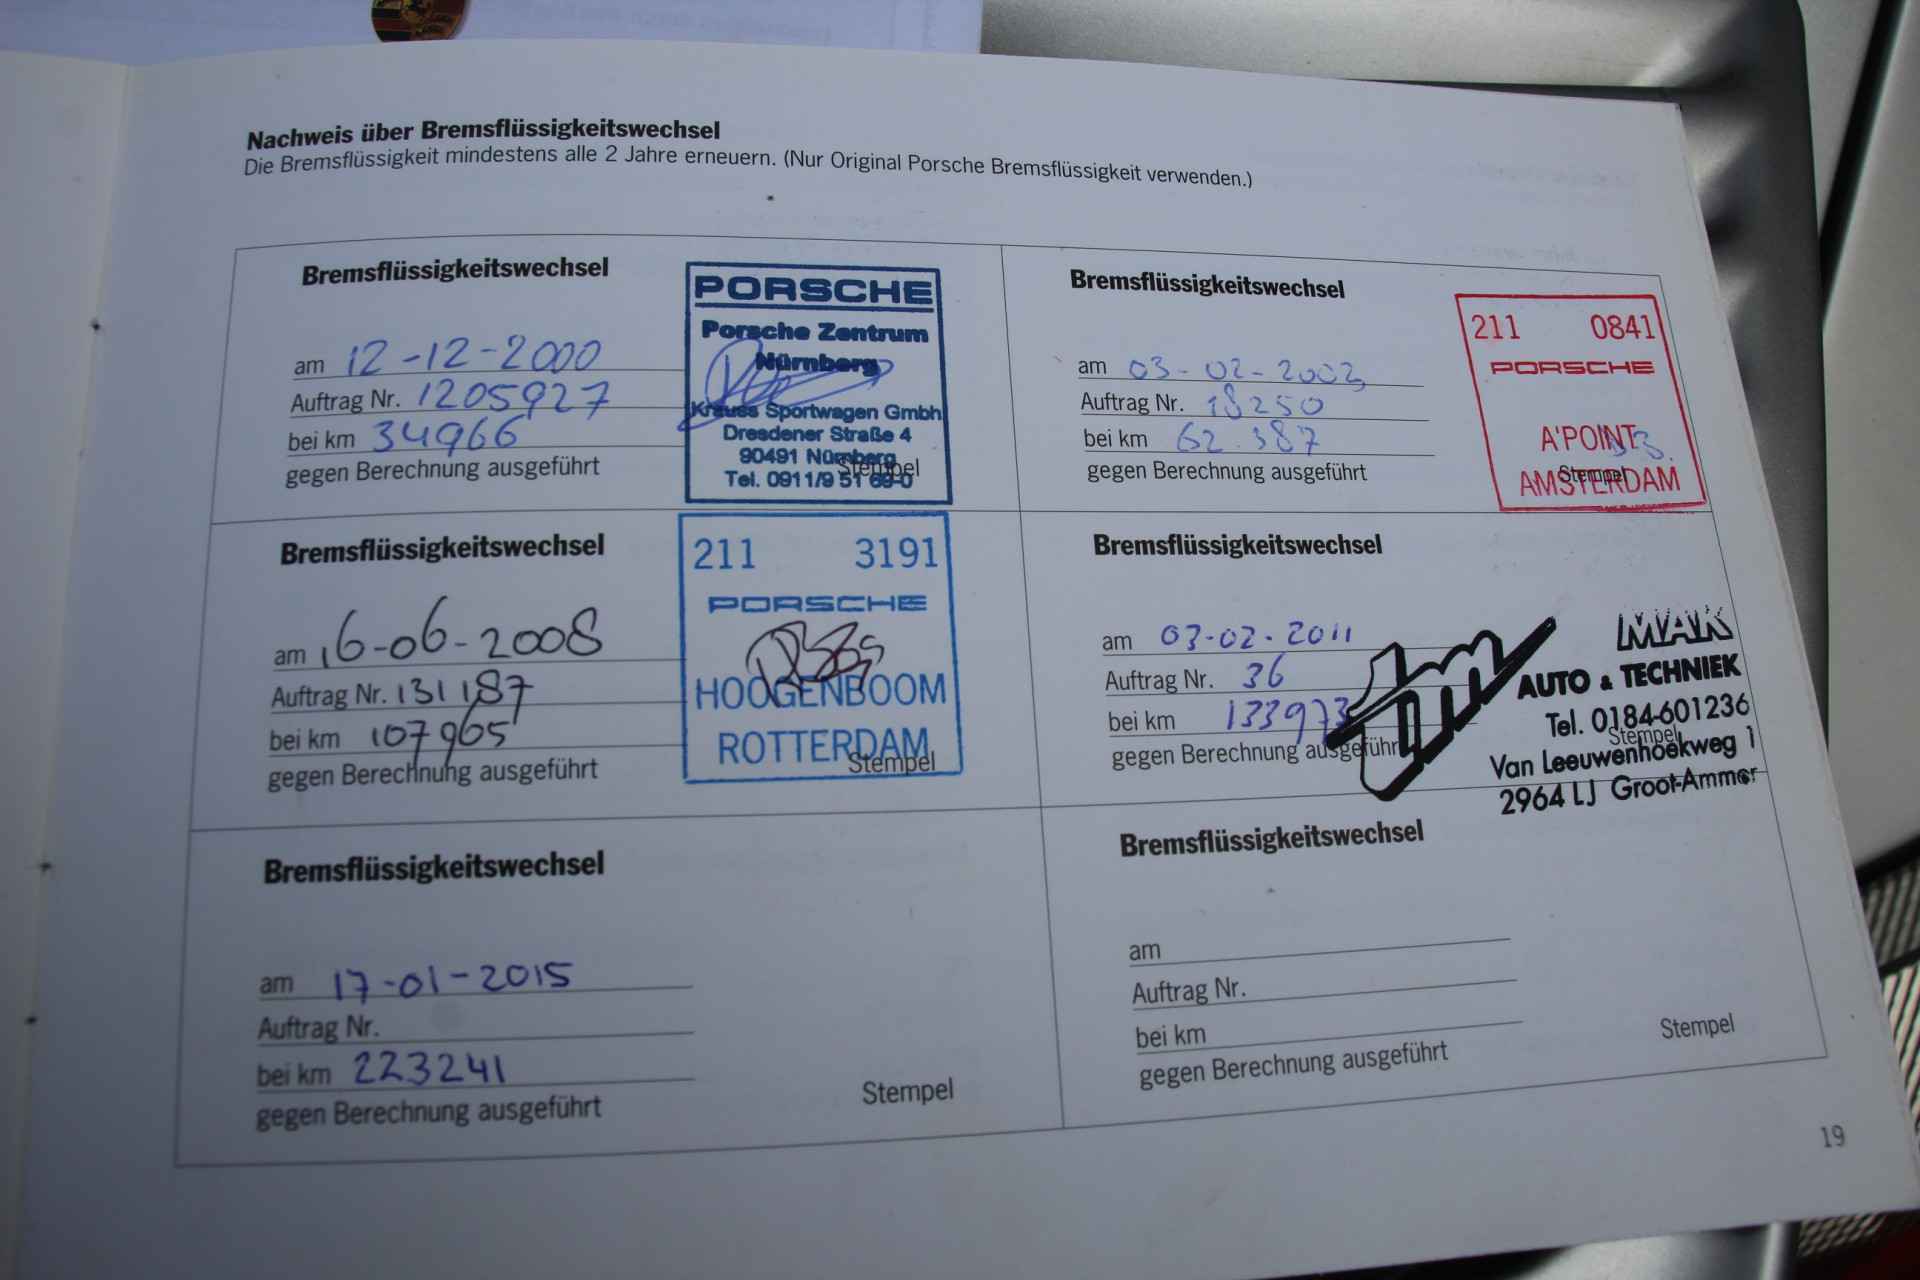 Nachweis über Bremsflüssigkeitswechsel
Die Bremsflüssigkeit mindestens alle 2 Jahre erneuern. (Nur Original Porsche Bremsflüssigkeit verwenden.)
Bremsflüssigkeitswechsel
am 12-12-2000
Auftrag Nr. 1205927
bei km 34966
gegen Berechnung ausgeführt
PORSCHE
Porsche Zentrum
Nürnberg
Krauss Sportwagen Gmbh
Dresdener Straße 4
90491 Nürnberg
Tel. 0911/9 51 69-0
Stempel
Bremsflüssigkeitswechsel
am 03-02-2003
Auftrag Nr. 18250
bei km 62.387
gegen Berechnung ausgeführt
211 0841
PORSCHE
A'POINT
AMSTERDAM
Stempel
Bremsflüssigkeitswechsel
am 16-06-2008
Auftrag Nr. 131187
bei km 107965
gegen Berechnung ausgeführt
211 3191
PORSCHE
HOOGENBOOM
ROTTERDAM
Stempel
Bremsflüssigkeitswechsel
am 03-02-2011
Auftrag Nr. 36
bei km 133973
gegen Berechnung ausgeführ
MAK
AUTO & TECHNIEK
Tel. 0184-601236
Stempel
Van Leeuwenhoekweg 1
2964 LJ Groot-Ammer
Bremsflüssigkeitswechsel
am 17-01-2015
Auftrag Nr.
bei km 223241
gegen Berechnung ausgeführt
Stempel
Bremsflüssigkeitswechsel
am
Auftrag Nr.
bei km
gegen Berechnung ausgeführt
Stempel
19